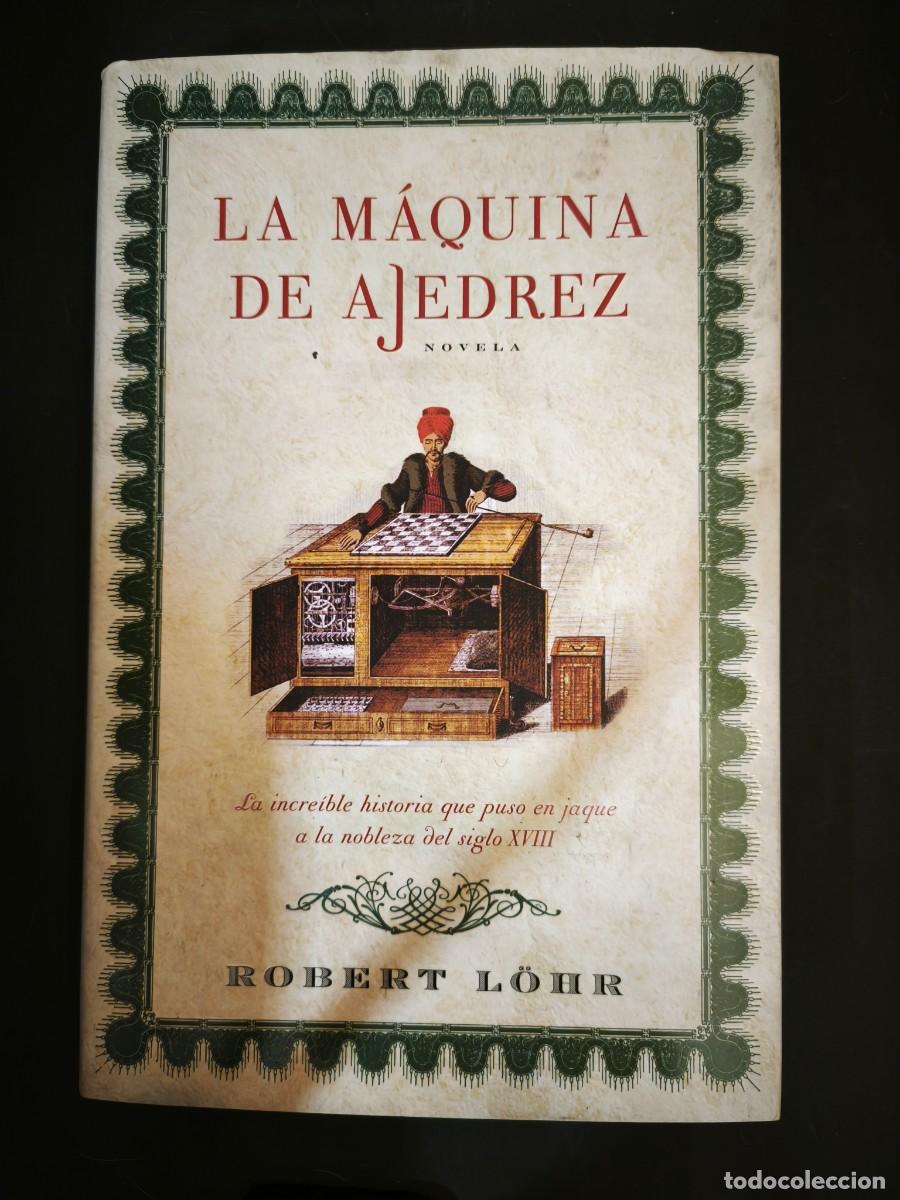 LA MÁQUINA
DE AJEDREZ
NOVELA
La increíble historia que puso en jaque
a la nobleza del siglo XVIII
ROBERT LÖHR
todocoleccion